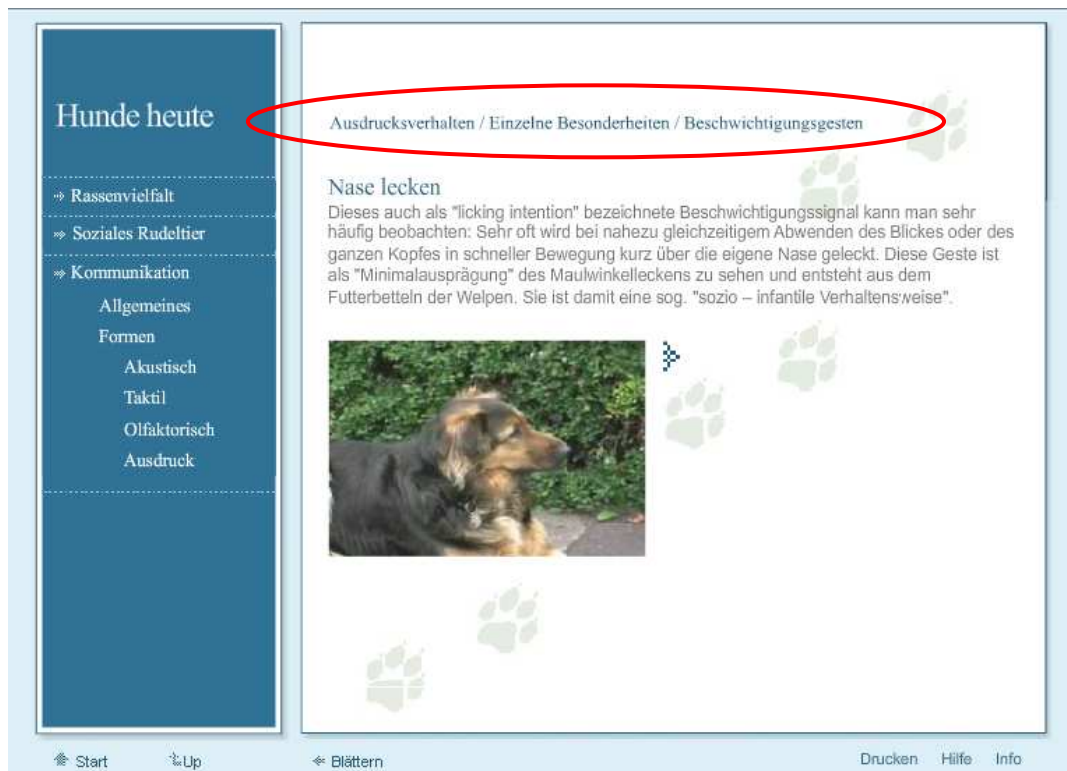 Hunde heute
Rassenvielfalt
Soziales Rudeltier
Kommunikation
Allgemeines
Formen
Akustisch
Taktil
Olfaktorisch
Ausdruck
Ausdrucksverhalten / Einzelne Besonderheiten / Beschwichtigungsgesten
Nase lecken
Dieses auch als "licking intention" bezeichnete Beschwichtigungssignal kann man sehr
häufig beobachten: Sehr oft wird bei nahezu gleichzeitigem Abwenden des Blickes oder des
ganzen Kopfes in schneller Bewegung kurz über die eigene Nase geleckt. Diese Geste ist
als "Minimalausprägung" des Maulwinkelleckens zu sehen und entsteht aus dem
Futterbetteln der Welpen. Sie ist damit eine sog. "sozio – infantile Verhaltensweise".
Start Up Blättern Drucken Hilfe Info